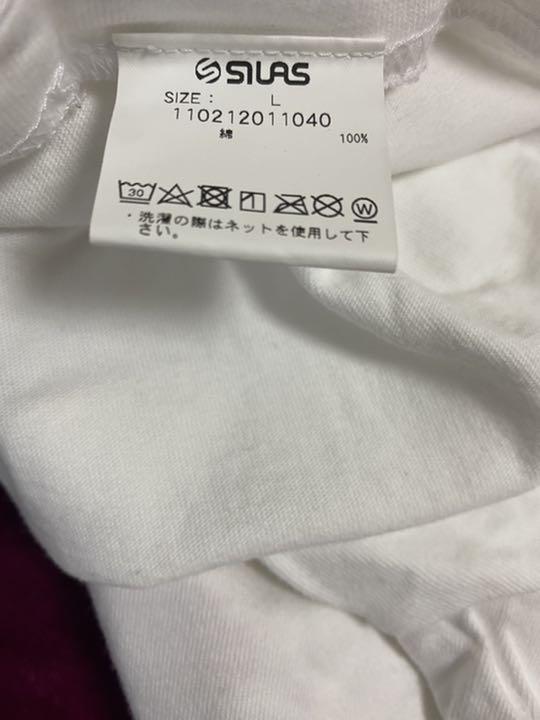 SILAS
SIZE : L
110212011040
綿 100%
30 W
・洗濯の際はネットを使用して下
さい。